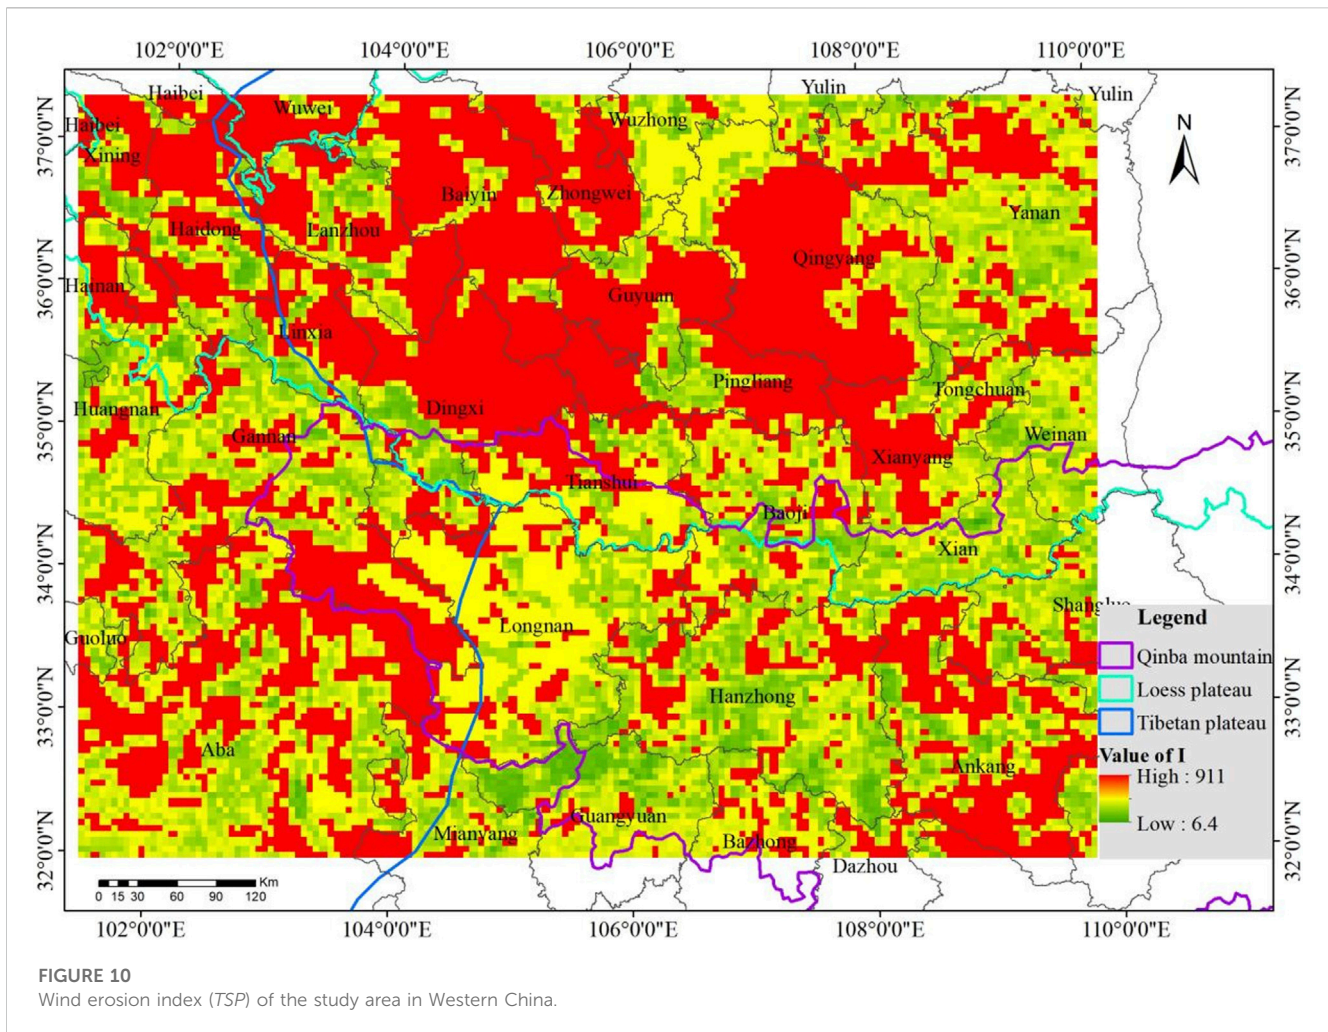 102°0'0"E 104°0'0"E 106°0'0"E 108°0'0"E 110°0'0"E
Haibei Yulin Yulin
Wuwei
Haibei Wuzhong
37°0'0"N 37°0'0"N
N
Xining
Baiyin Zhongwei
Yanan
Haidong Lanzhou
Qingyang
36°0'0"N 36°0'0"N
Hainan Guyuan
Linxia
Pingliang Tongchuan
Huangnan Dingxi
35°0'0"N 35°0'0"N
Gannan Weinan
Xianyang
Tianshui
Baoji
Xian
34°0'0"N 34°0'0"N
Shangluo
Legend
Longnan
Guoluo
Qinba mountain
Loess plateau
Hanzhong
33°0'0"N 33°0'0"N
Tibetan plateau
Aba
Value of I
Ankang
High : 911
Guangyuan
Low : 6.4
Mianyang
Bazhong
32°0'0"N 32°0'0"N
Dazhou
Km
0 15 30 60 90 120
102°0'0"E 104°0'0"E 106°0'0"E 108°0'0"E 110°0'0"E
FIGURE 10
Wind erosion index (TSP) of the study area in Western China.